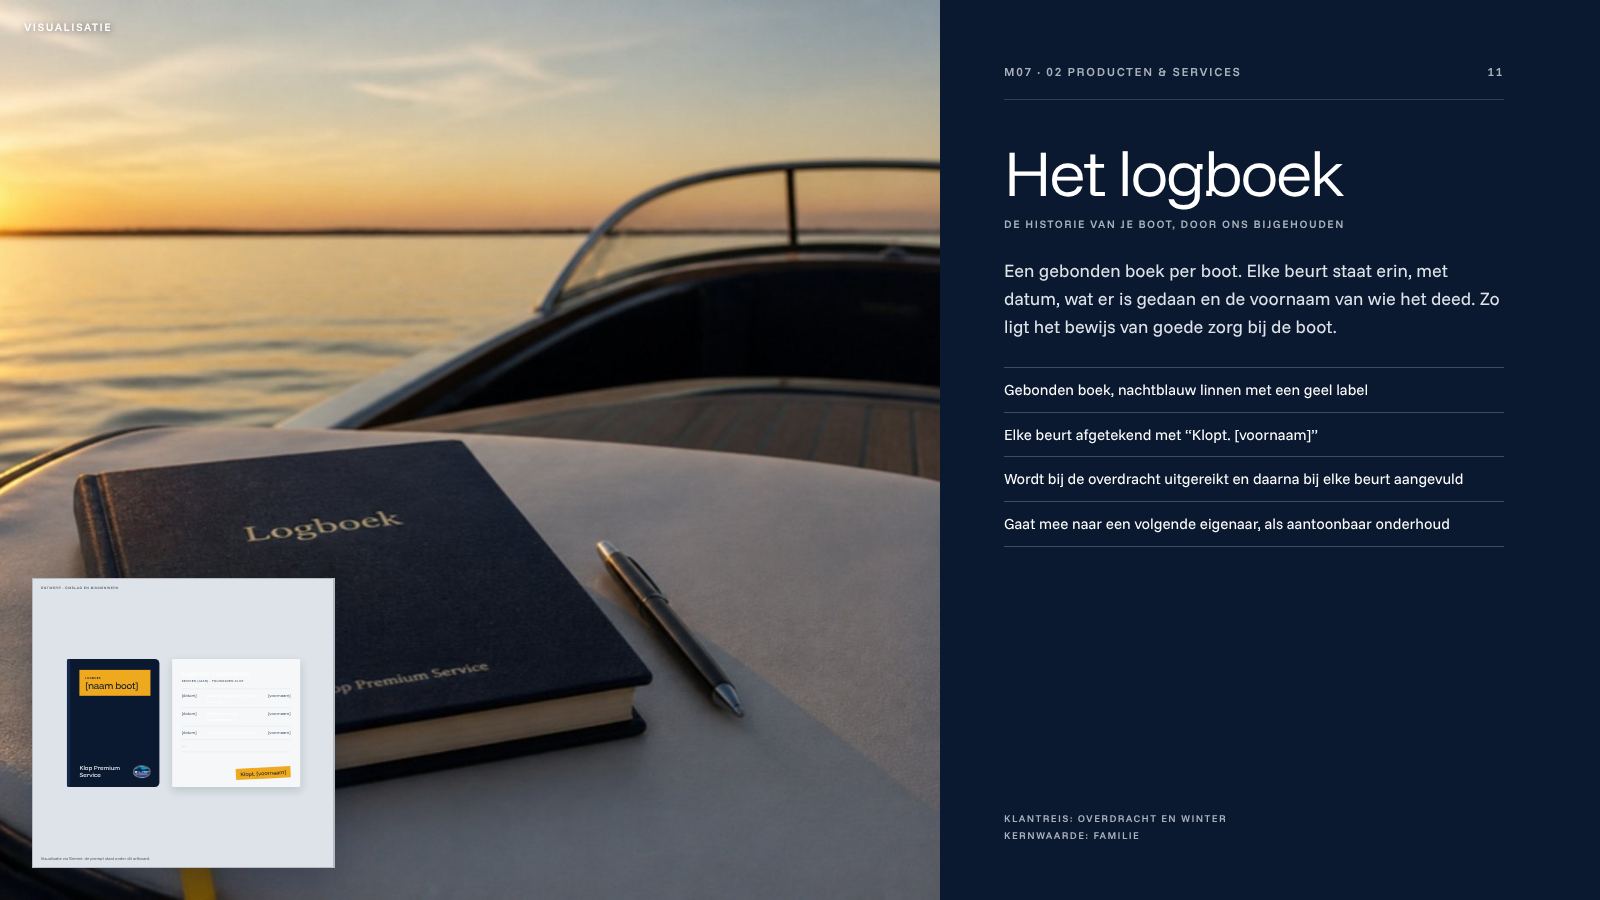 VISUALISATIE
M07 · 02 PRODUCTEN & SERVICES
11
Het logboek
DE HISTORIE VAN JE BOOT, DOOR ONS BIJGEHOUDEN
Een gebonden boek per boot. Elke beurt staat erin, met
datum, wat er is gedaan en de voornaam van wie het deed. Zo
ligt het bewijs van goede zorg bij de boot.
Gebonden boek, nachtblauw linnen met een geel label
Elke beurt afgetekend met “Klopt. [voornaam]”
Wordt bij de overdracht uitgereikt en daarna bij elke beurt aangevuld
Gaat mee naar een volgende eigenaar, als aantoonbaar onderhoud
KLANTREIS: OVERDRACHT EN WINTER
KERNWAARDE: FAMILIE
Logboek
Premium Service
ONTWERP · OMSLAG EN BINNENWERK
LOGBOEK
[naam boot]
Klop Premium
Service
[datum] [voornaam]
[datum] [voornaam]
[datum] [voornaam]
Klopt. [voornaam]